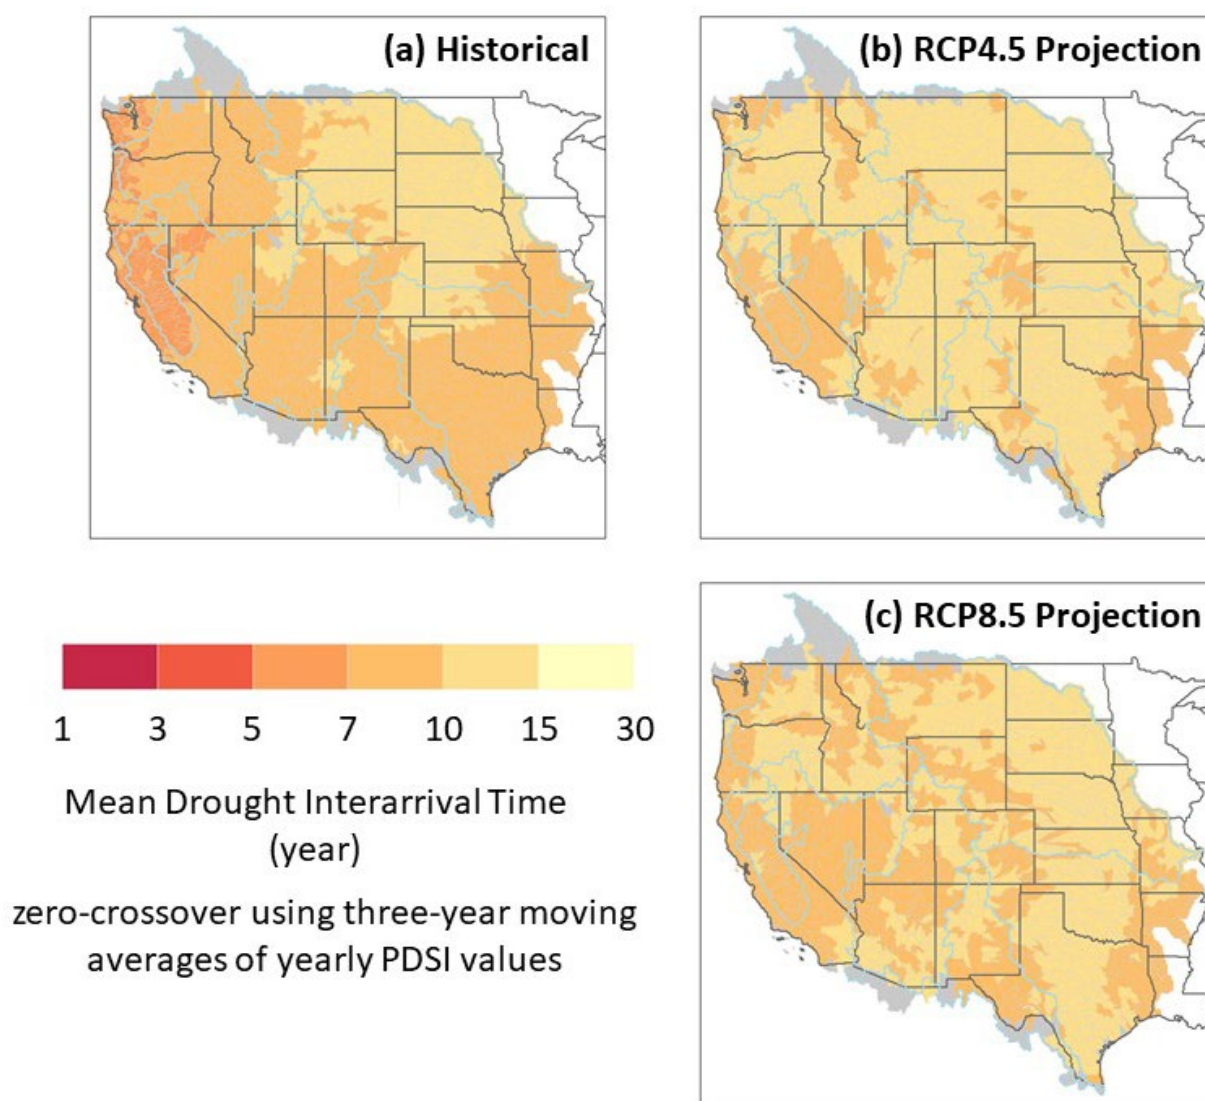 (a) Historical
(b) RCP4.5 Projection
1 3 5 7 10 15 30
Mean Drought Interarrival Time
(year)
zero-crossover using three-year moving
averages of yearly PDSI values
(c) RCP8.5 Projection